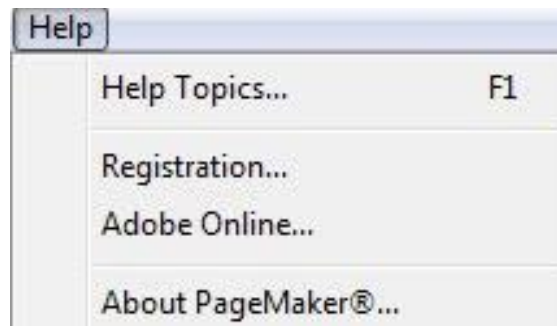 Help
Help Topics... F1
Registration...
Adobe Online...
About PageMaker®...